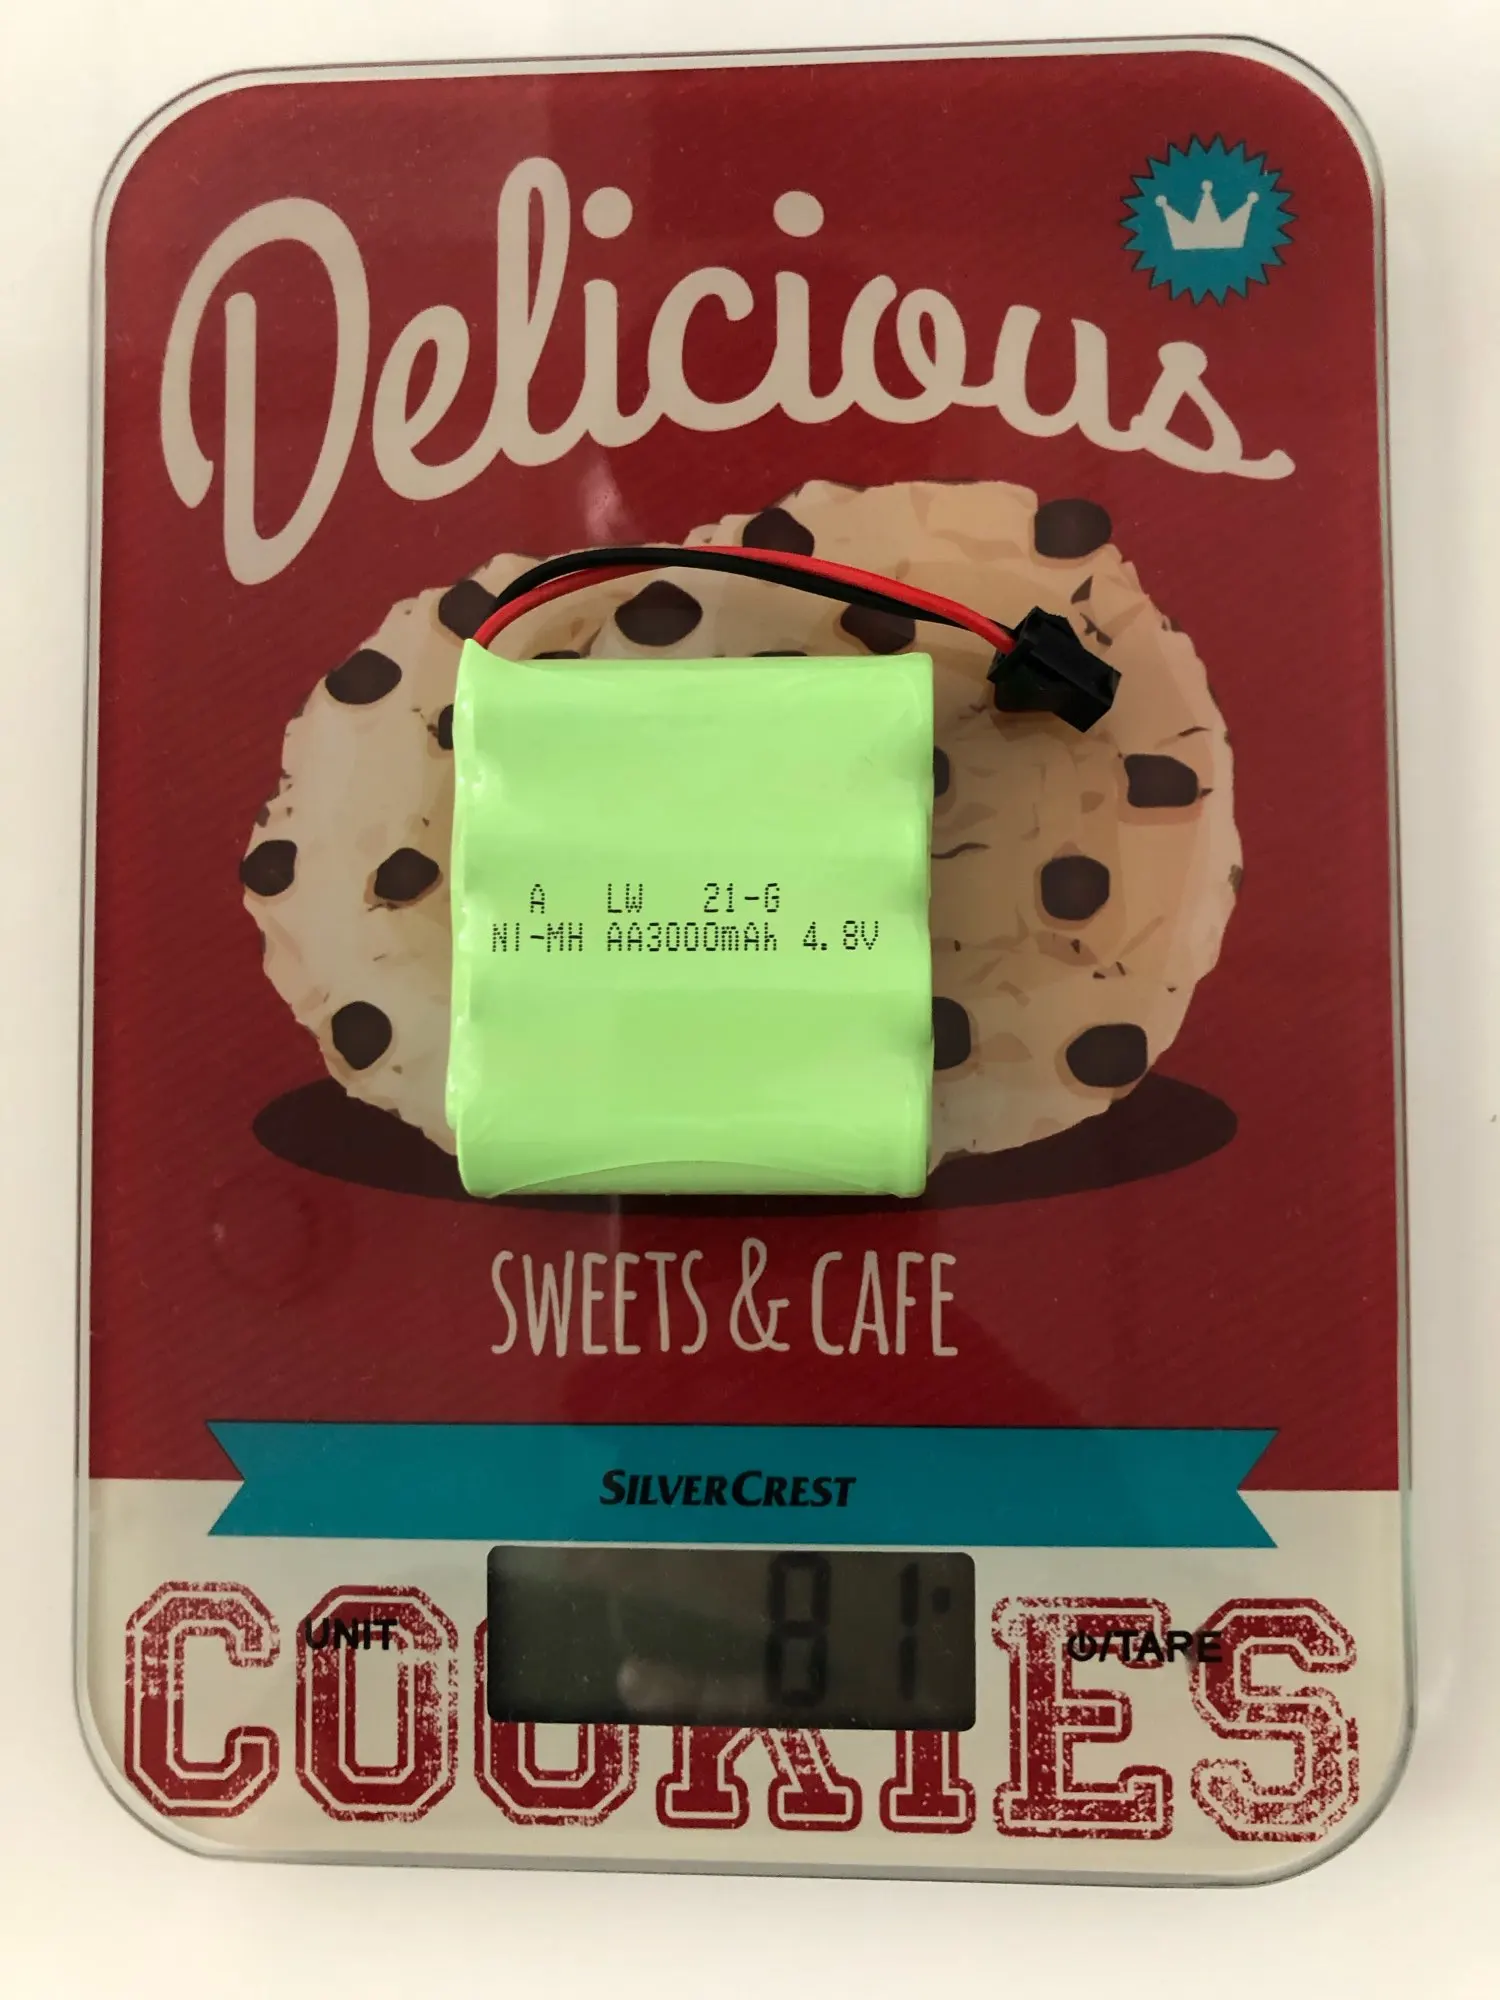 Delicious
A LW 21-G
NI-MH AA3000mAh 4.8V
SWEETS & CAFE
SILVERCREST
81
UNIT
/TARE
COOKIES